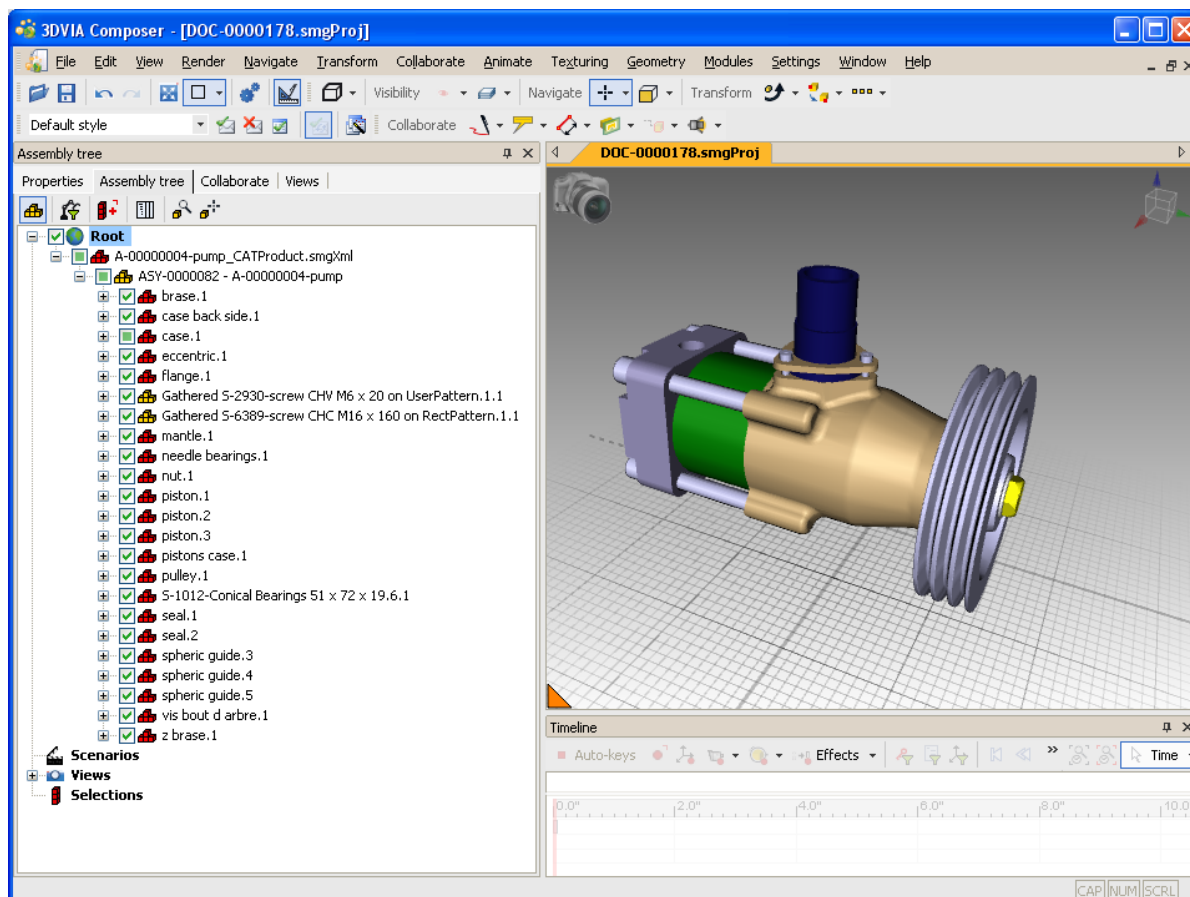 3DVIA Composer - [DOC-0000178.smgProj]
File Edit View Render Navigate Transform Collaborate Animate Texturing Geometry Modules Settings Window Help
Visibility Navigate Transform
Default style Collaborate
Assembly tree
DOC-0000178.smgProj
Properties Assembly tree Collaborate Views
Root
A-00000004-pump_CATProduct.smgXml
ASY-0000082 - A-00000004-pump
brase.1
case back side.1
case.1
eccentric.1
flange.1
Gathered S-2930-screw CHV M6 x 20 on UserPattern.1.1
Gathered S-6389-screw CHC M16 x 160 on RectPattern.1.1
mantle.1
needle bearings.1
nut.1
piston.1
piston.2
piston.3
pistons case.1
pulley.1
S-1012-Conical Bearings 51 x 72 x 19.6.1
seal.1
seal.2
spheric guide.3
spheric guide.4
spheric guide.5
vis bout d arbre.1
z brase.1
Scenarios
Views
Selections
Timeline
Auto-keys Effects Time
0.0" 2.0" 4.0" 6.0" 8.0" 10.0
CAP NUM SCRL